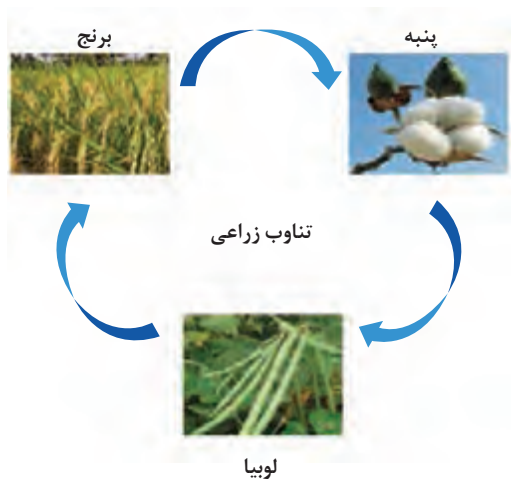 پنبه
برنج
تناوب زراعی
لوبیا